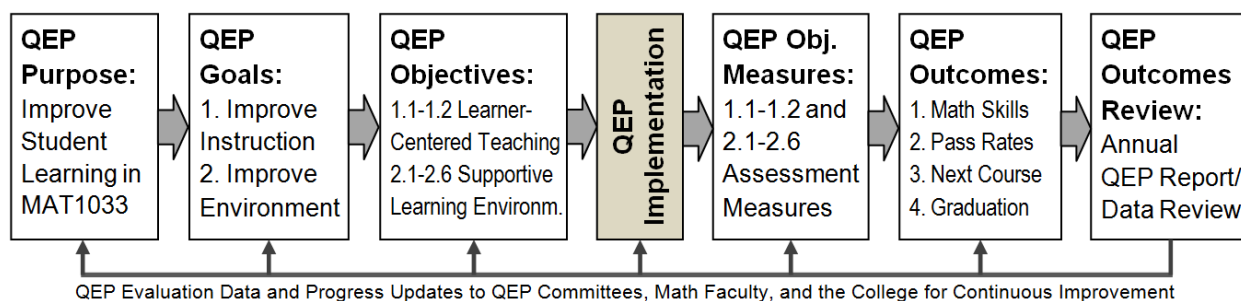 QEP
Purpose:
Improve
Student
Learning in
MAT1033
QEP
Goals:
1. Improve
Instruction
2. Improve
Environment
QEP
Objectives:
1.1-1.2 Learner-
Centered Teaching
2.1-2.6 Supportive
Learning Environm.
QEP
Implementation
QEP Obj.
Measures:
1.1-1.2 and
2.1-2.6
Assessment
Measures
QEP
Outcomes:
1. Math Skills
2. Pass Rates
3. Next Course
4. Graduation
QEP
Outcomes
Review:
Annual
QEP Report/
Data Review
QEP Evaluation Data and Progress Updates to QEP Committees, Math Faculty, and the College for Continuous Improvement